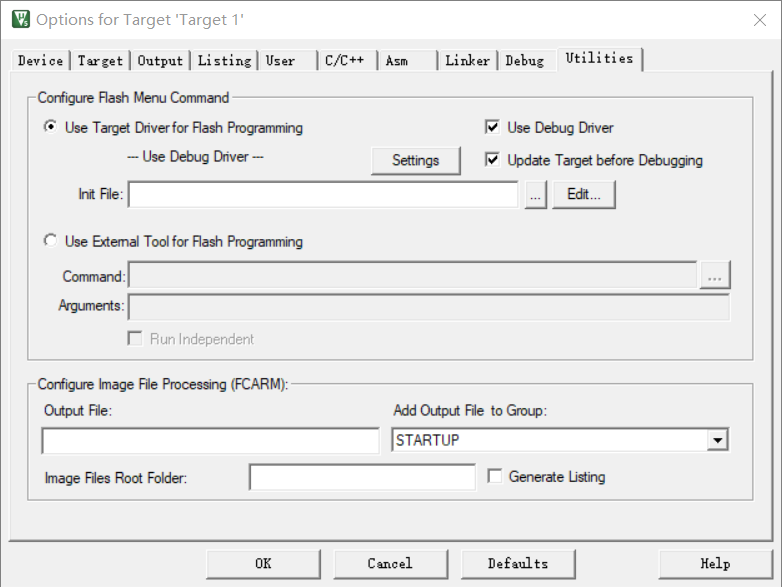 Options for Target 'Target 1'
Device Target Output Listing User C/C++ Asm Linker Debug Utilities
Configure Flash Menu Command
Use Target Driver for Flash Programming
Use Debug Driver
--- Use Debug Driver ---
Settings
Update Target before Debugging
Init File:
...
Edit...
Use External Tool for Flash Programming
Command:
...
Arguments:
Run Independent
Configure Image File Processing (FCARM):
Output File:
Add Output File to Group:
STARTUP
Image Files Root Folder:
Generate Listing
OK Cancel Defaults Help